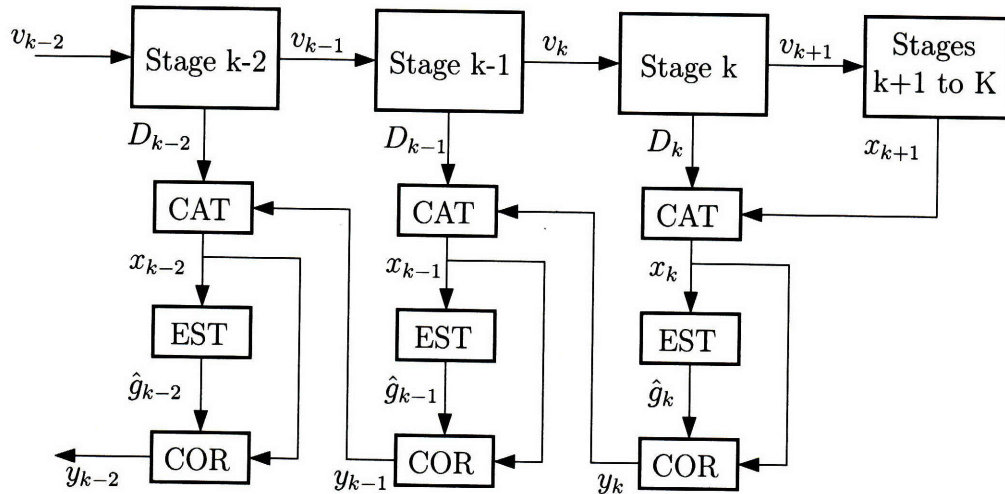 v_{k-2}
Stage k-2
v_{k-1}
Stage k-1
v_k
Stage k
v_{k+1}
Stages
k+1 to K
D_{k-2}
D_{k-1}
D_k
x_{k+1}
CAT
CAT
CAT
x_{k-2}
x_{k-1}
x_k
EST
EST
EST
ĝ_{k-2}
ĝ_{k-1}
ĝ_k
COR
COR
COR
y_{k-2}
y_{k-1}
y_k